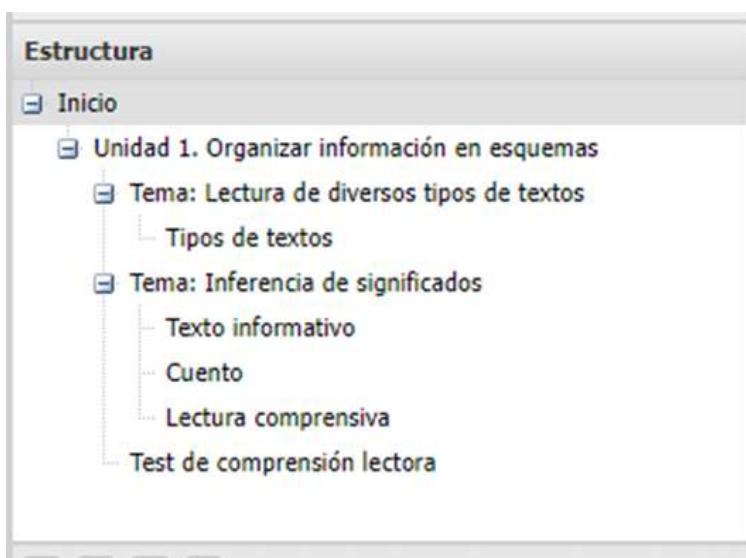 Estructura
Inicio
Unidad 1. Organizar información en esquemas
Tema: Lectura de diversos tipos de textos
Tipos de textos
Tema: Inferencia de significados
Texto informativo
Cuento
Lectura comprensiva
Test de comprensión lectora